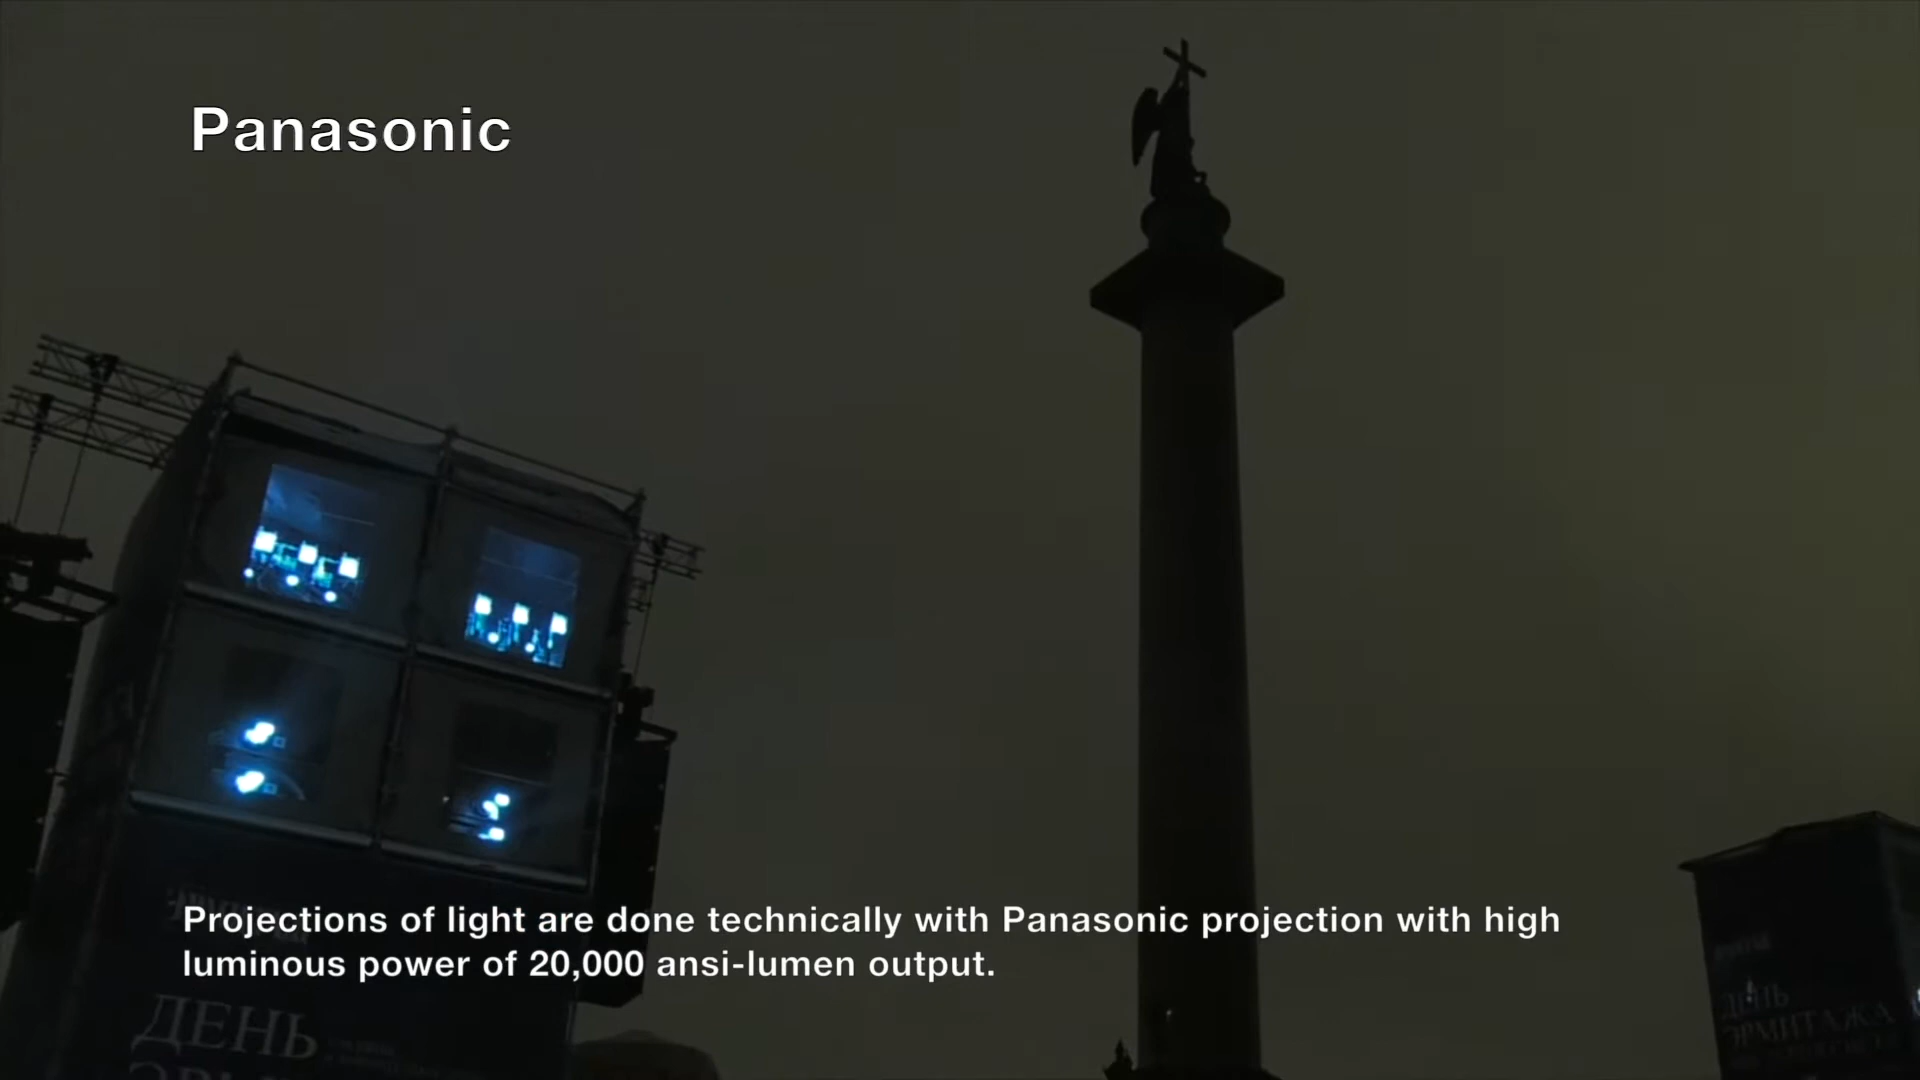 Panasonic
Projections of light are done technically with Panasonic projection with high
luminous power of 20,000 ansi-lumen output.
ДЕНЬ
ДЕНЬ
ЭРМИТАЖА